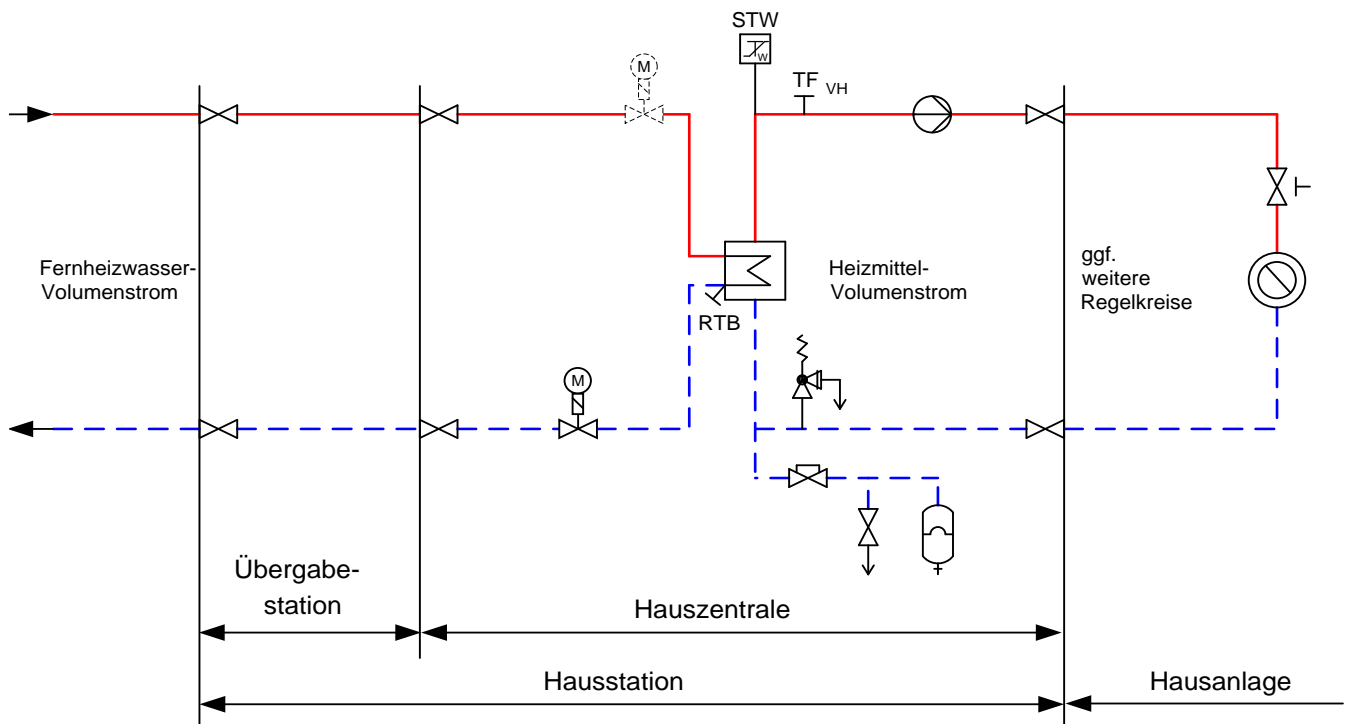 STW
W
M
TF VH
Fernheizwasser-
Volumenstrom
Heizmittel-
Volumenstrom
ggf.
weitere
Regelkreise
RTB
M
Übergabe-
station
Hauszentrale
Hausstation
Hausanlage